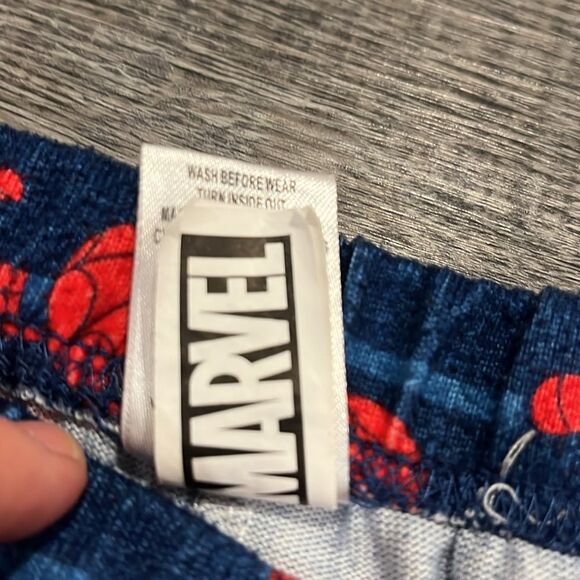 WASH BEFORE WEAR
TURN INSIDE OUT
MARVEL